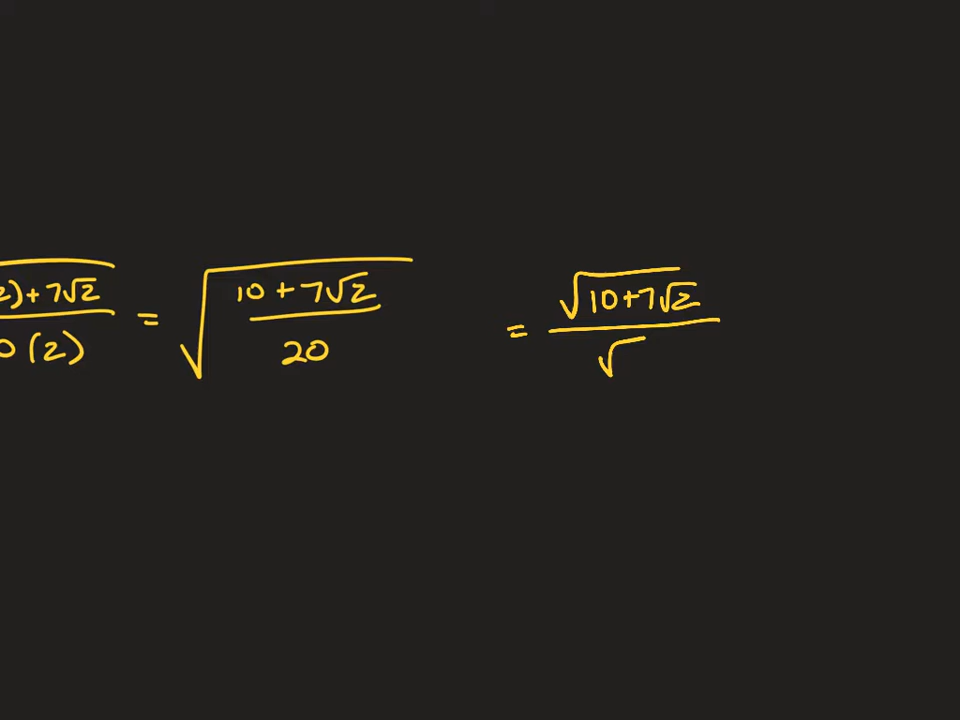 2)+7√2/0(2) = √((10+7√2)/20) = √(10+7√2)/√